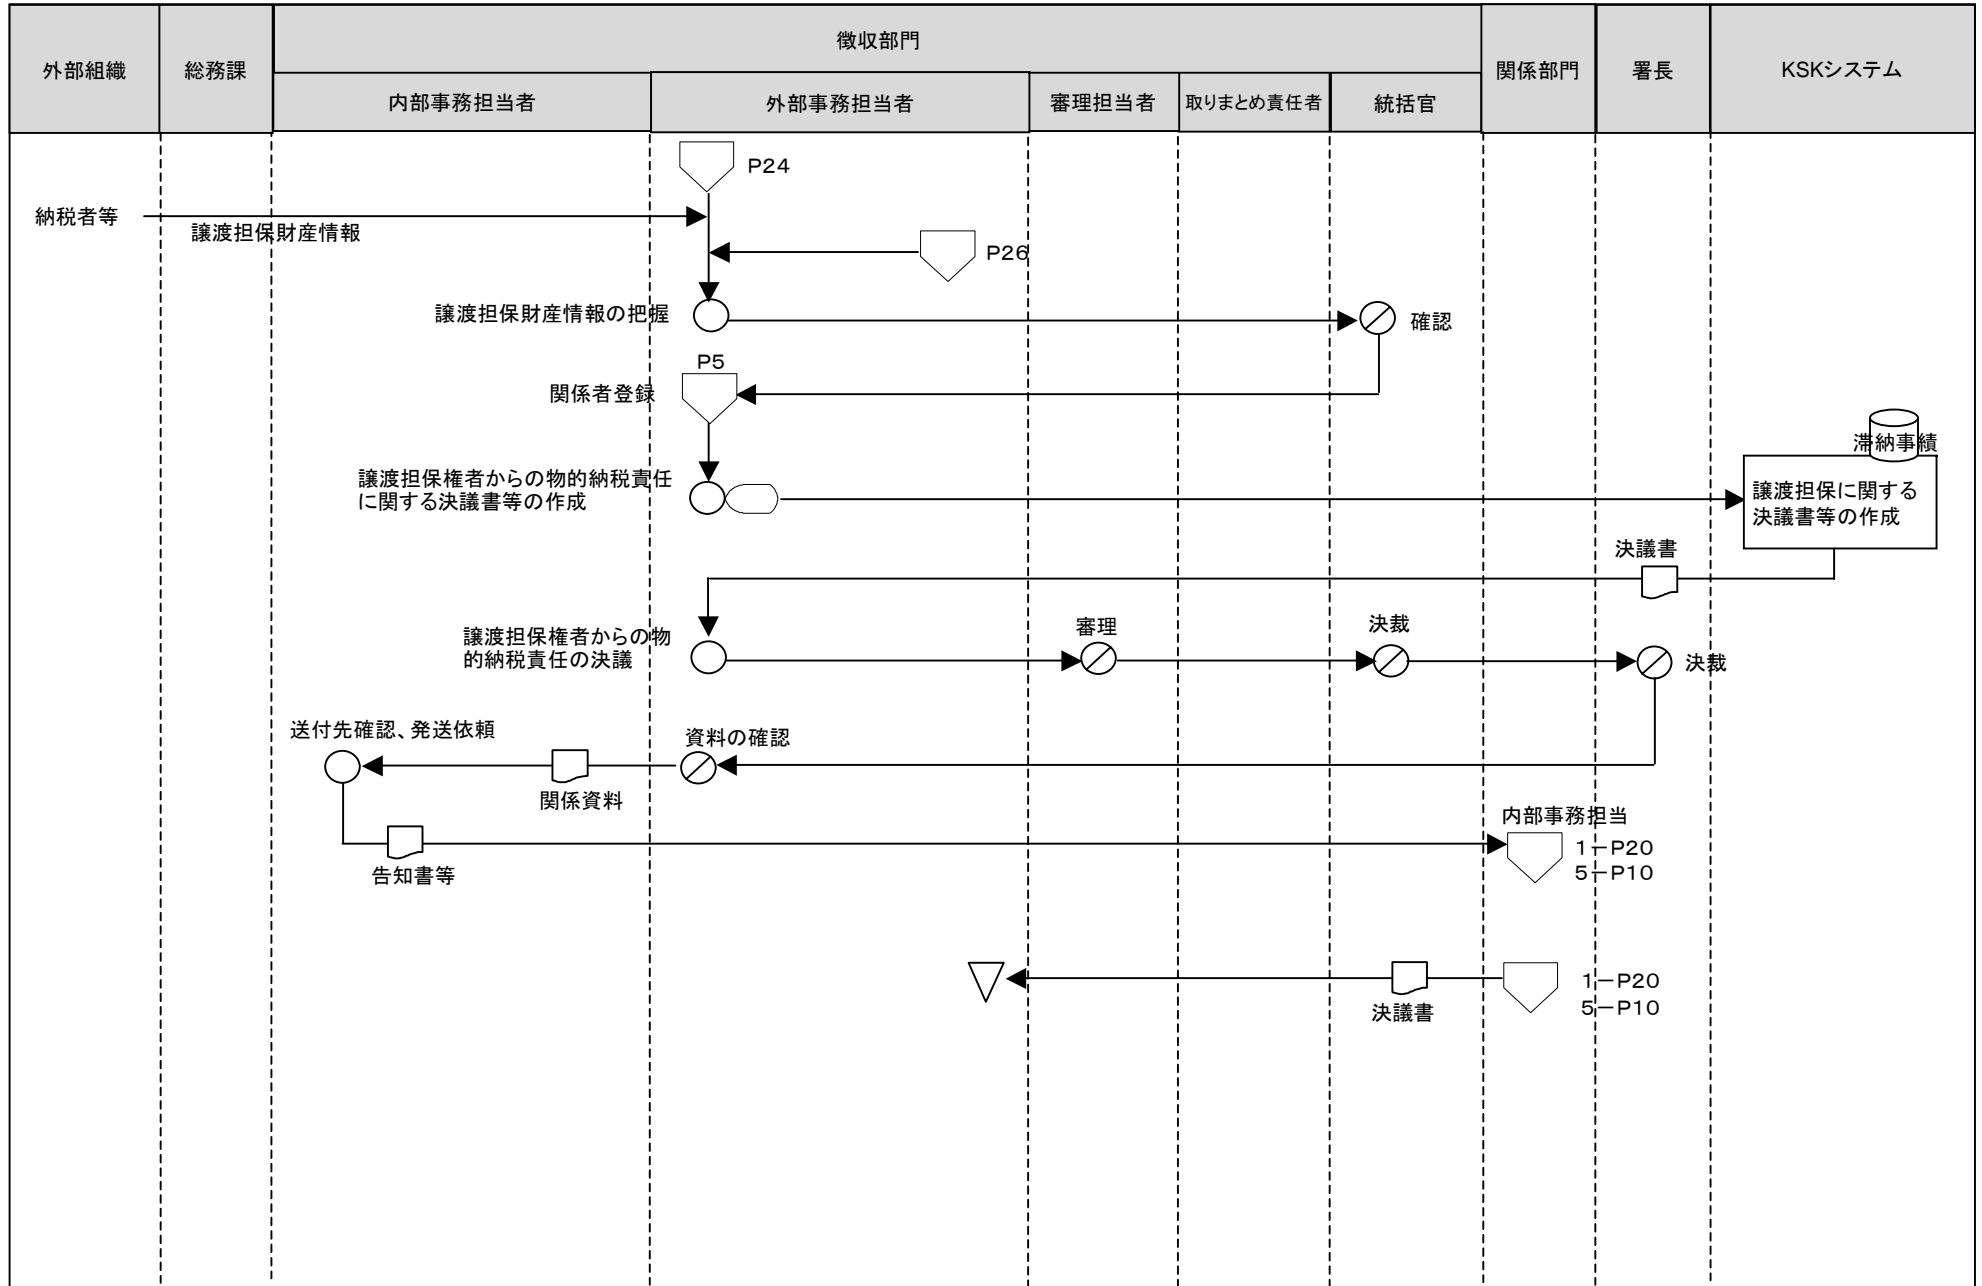 外部組織
総務課
徴収部門
内部事務担当者
外部事務担当者
審理担当者
取りまとめ責任者
統括官
関係部門
署長
KSKシステム
P24
納税者等
譲渡担保財産情報
P26
譲渡担保財産情報の把握
確認
P5
関係者登録
滞納事績
譲渡担保権者からの物的納税責任
に関する決議書等の作成
譲渡担保に関する
決議書等の作成
決議書
譲渡担保権者からの物
的納税責任の決議
審理
決裁
決裁
送付先確認、発送依頼
資料の確認
関係資料
内部事務担当
1－P20
5－P10
告知書等
1－P20
5－P10
決議書